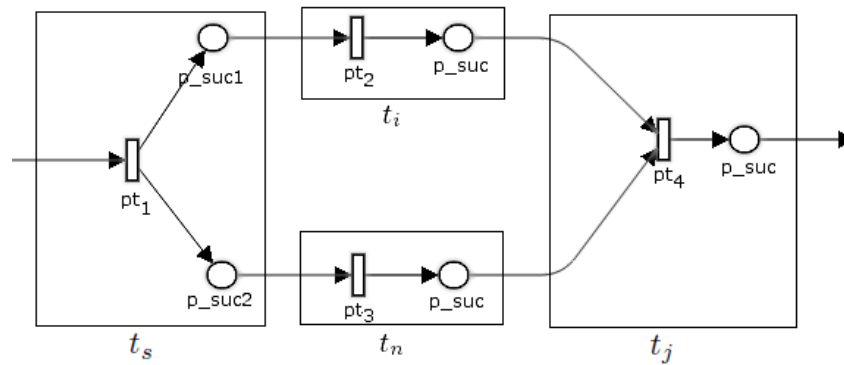 p_suc1
pt2
p_suc
ti
pt1
pt4
p_suc
p_suc2
pt3
p_suc
ts
tn
tj